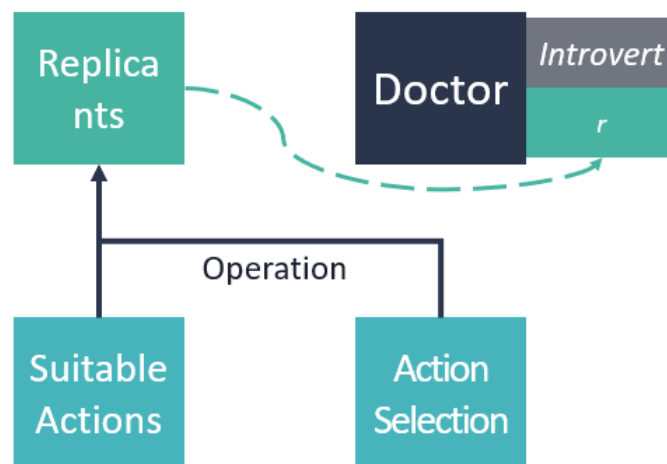 Replica
nts
Doctor
Introvert
r
Operation
Suitable
Actions
Action
Selection